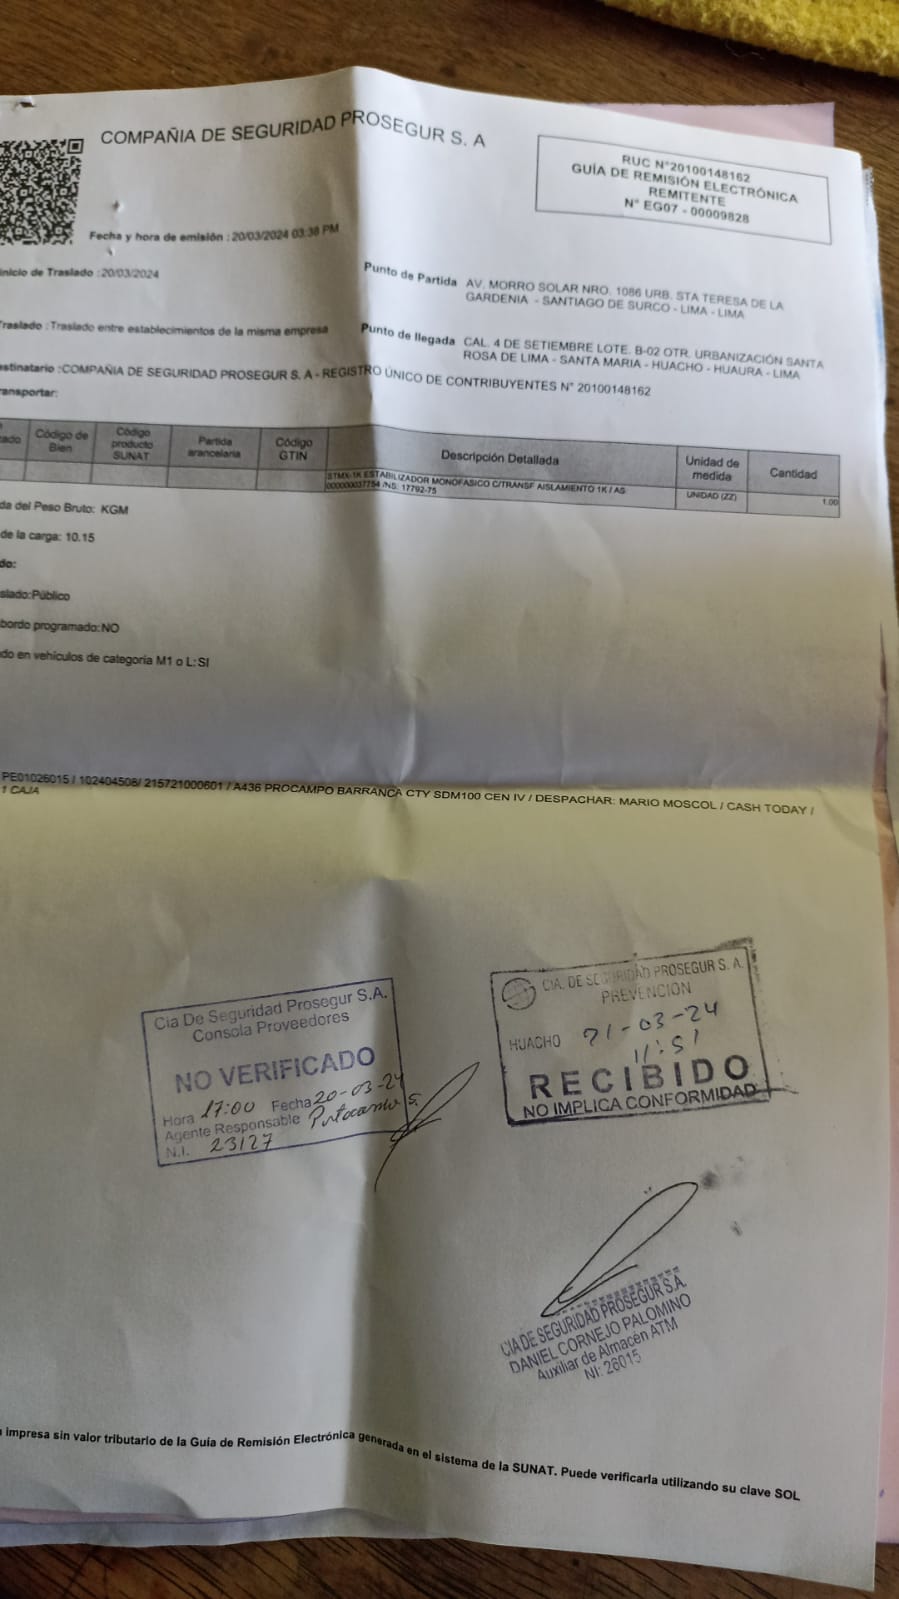 COMPAÑIA DE SEGURIDAD PROSEGUR S. A
RUC N°20100148162
GUÍA DE REMISIÓN ELECTRÓNICA
REMITENTE
N° EG07 - 00009828
Fecha y hora de emisión : 20/03/2024 03:38 PM
inicio de Traslado : 20/03/2024
Punto de Partida AV. MORRO SOLAR NRO. 1086 URB. STA TERESA DE LA
GARDENIA - SANTIAGO DE SURCO - LIMA - LIMA
Traslado : Traslado entre establecimientos de la misma empresa
Punto de llegada CAL. 4 DE SETIEMBRE LOTE. B-02 OTR. URBANIZACIÓN SANTA
ROSA DE LIMA - SANTA MARIA - HUACHO - HUAURA - LIMA
estinatario : COMPAÑIA DE SEGURIDAD PROSEGUR S. A - REGISTRO ÚNICO DE CONTRIBUYENTES N° 20100148162
ransportar:
zado
Código de
Bien
Código
producto
SUNAT
Partida
arancelaria
Código
GTIN
Descripción Detallada
Unidad de
medida
Cantidad
STMX-1K ESTABILIZADOR MONOFASICO C/TRANSF AISLAMIENTO 1K / AS
000000037754 /NS: 17792-75
UNIDAD (ZZ)
1.00
da del Peso Bruto: KGM
de la carga: 10.15
do:
slado:Público
bordo programado:NO
do en vehículos de categoría M1 o L: SI
PE01026015 / 102404508/ 215721000601 / A436 PROCAMPO BARRANCA CTY SDM100 CEN IV / DESPACHAR: MARIO MOSCOL / CASH TODAY /
1 CAJA
Cia De Seguridad Prosegur S.A.
Consola Proveedores
NO VERIFICADO
Hora 17:00 Fecha 20-03-24
Agente Responsable
N.I. 23127
CIA. DE SEGURIDAD PROSEGUR S. A.
PREVENCION
HUACHO 21-03-24
11:51
RECIBIDO
NO IMPLICA CONFORMIDAD
CIA DE SEGURIDAD PROSEGUR S.A.
DANIEL CORNEJO PALOMINO
Auxiliar de Almacén ATM
NI: 26015
impresa sin valor tributario de la Guía de Remisión Electrónica generada en el sistema de la SUNAT. Puede verificarla utilizando su clave SOL